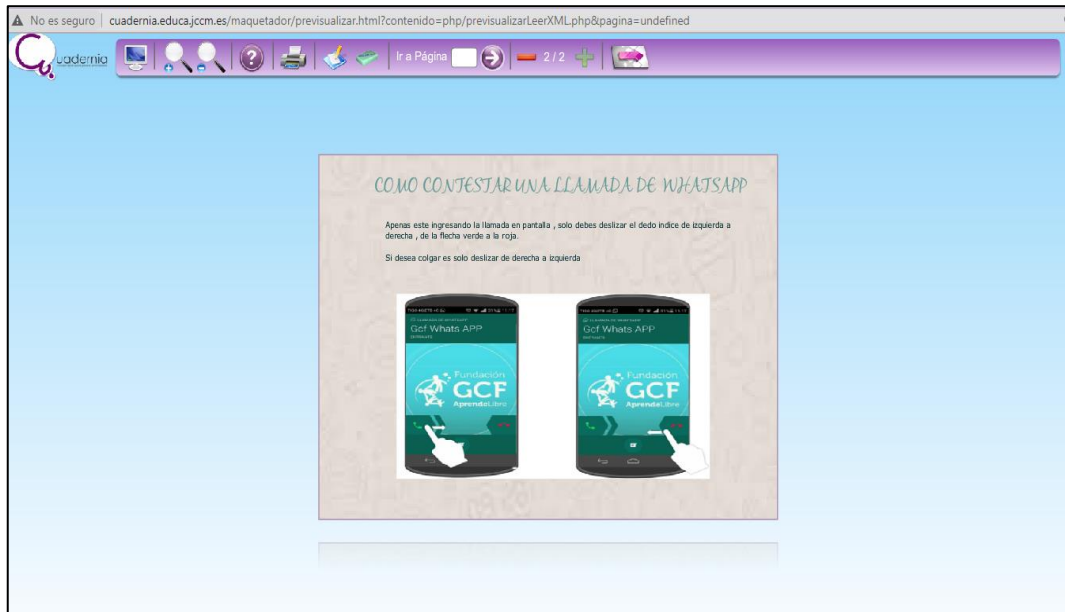 No es seguro | cuadernia.educa.jccm.es/maquetador/previsualizar.html?contenido=php/previsualizarLeerXML.php&pagina=undefined
Cuadernia
Ir a Página
2/2
COMO CONTESTAR UNA LLAMADA DE WHATSAPP
Apenas este ingresando la llamada en pantalla , solo debes deslizar el dedo indice de izquierda a
derecha , de la flecha verde a la roja.
Si desea colgar es solo deslizar de derecha a izquierda
Gcf Whats APP
Fundación
GCF
AprendeLibre
Gcf Whats APP
Fundación
GCF
AprendeLibre